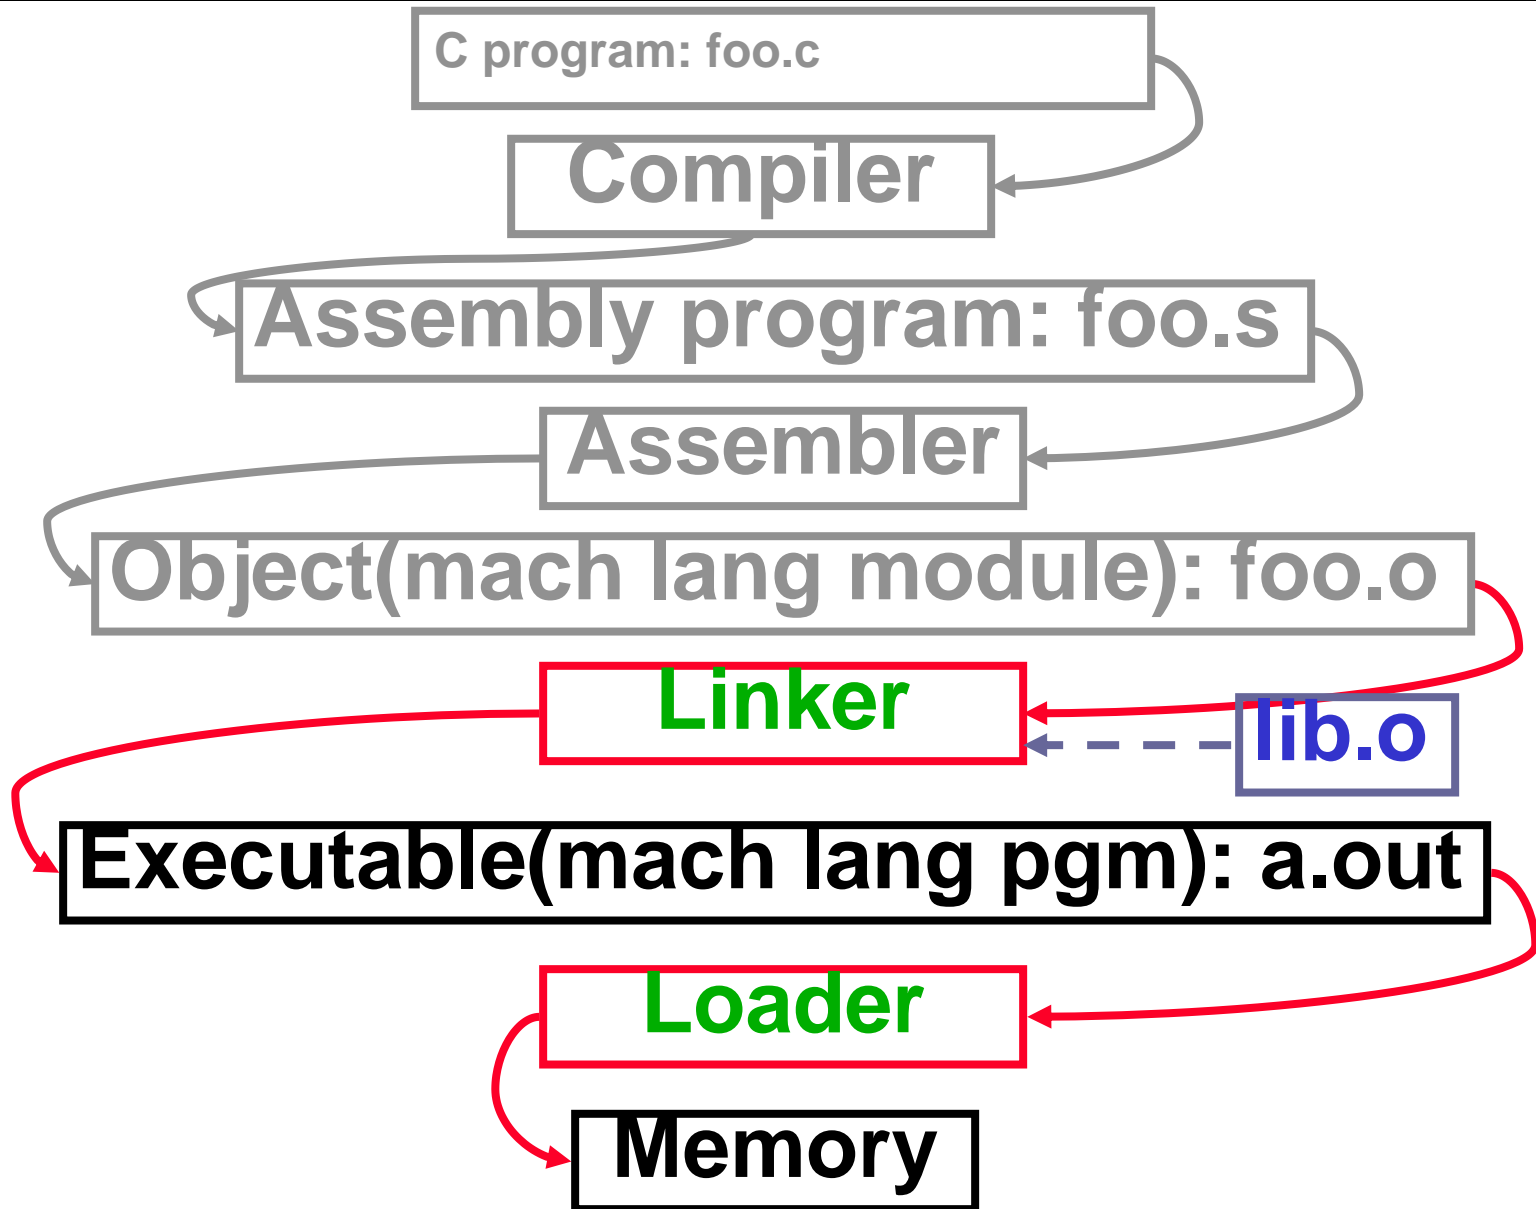 C program: foo.c
Compiler
Assembly program: foo.s
Assembler
Object(mach lang module): foo.o
Linker
lib.o
Executable(mach lang pgm): a.out
Loader
Memory